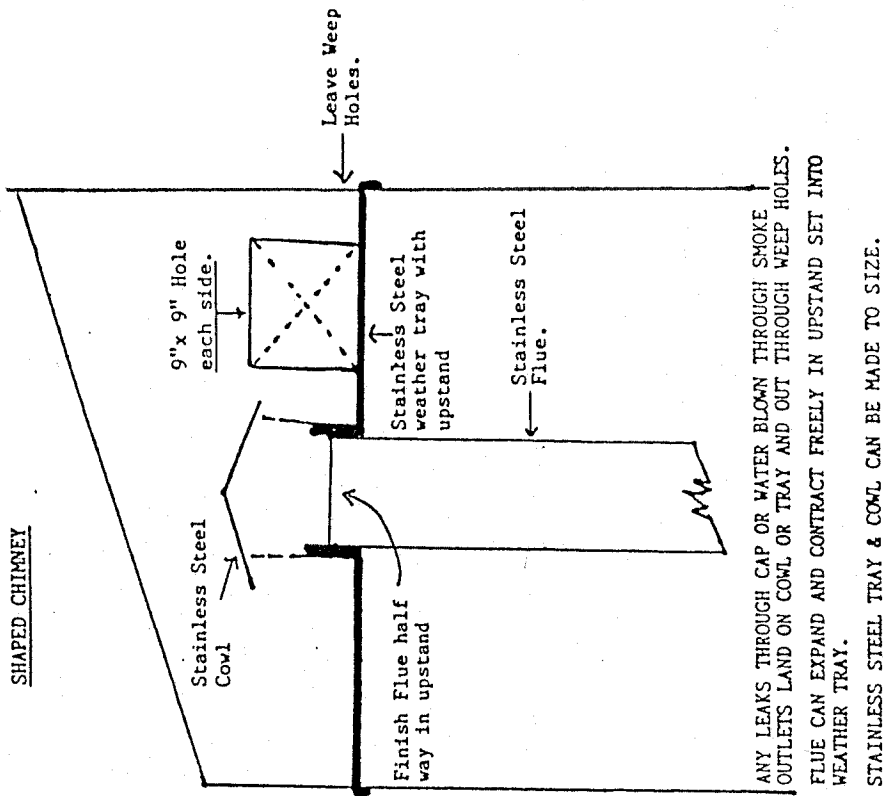 SHAPED CHIMNEY
Leave Weep
Holes.
9"x 9" Hole
each side.
Stainless Steel
Cowl
Stainless Steel
weather tray with
upstand
Finish Flue half
way in upstand
Stainless Steel
Flue.
ANY LEAKS THROUGH CAP OR WATER BLOWN THROUGH SMOKE
OUTLETS LAND ON COWL OR TRAY AND OUT THROUGH WEEP HOLES.
FLUE CAN EXPAND AND CONTRACT FREELY IN UPSTAND SET INTO
WEATHER TRAY.
STAINLESS STEEL TRAY & COWL CAN BE MADE TO SIZE.